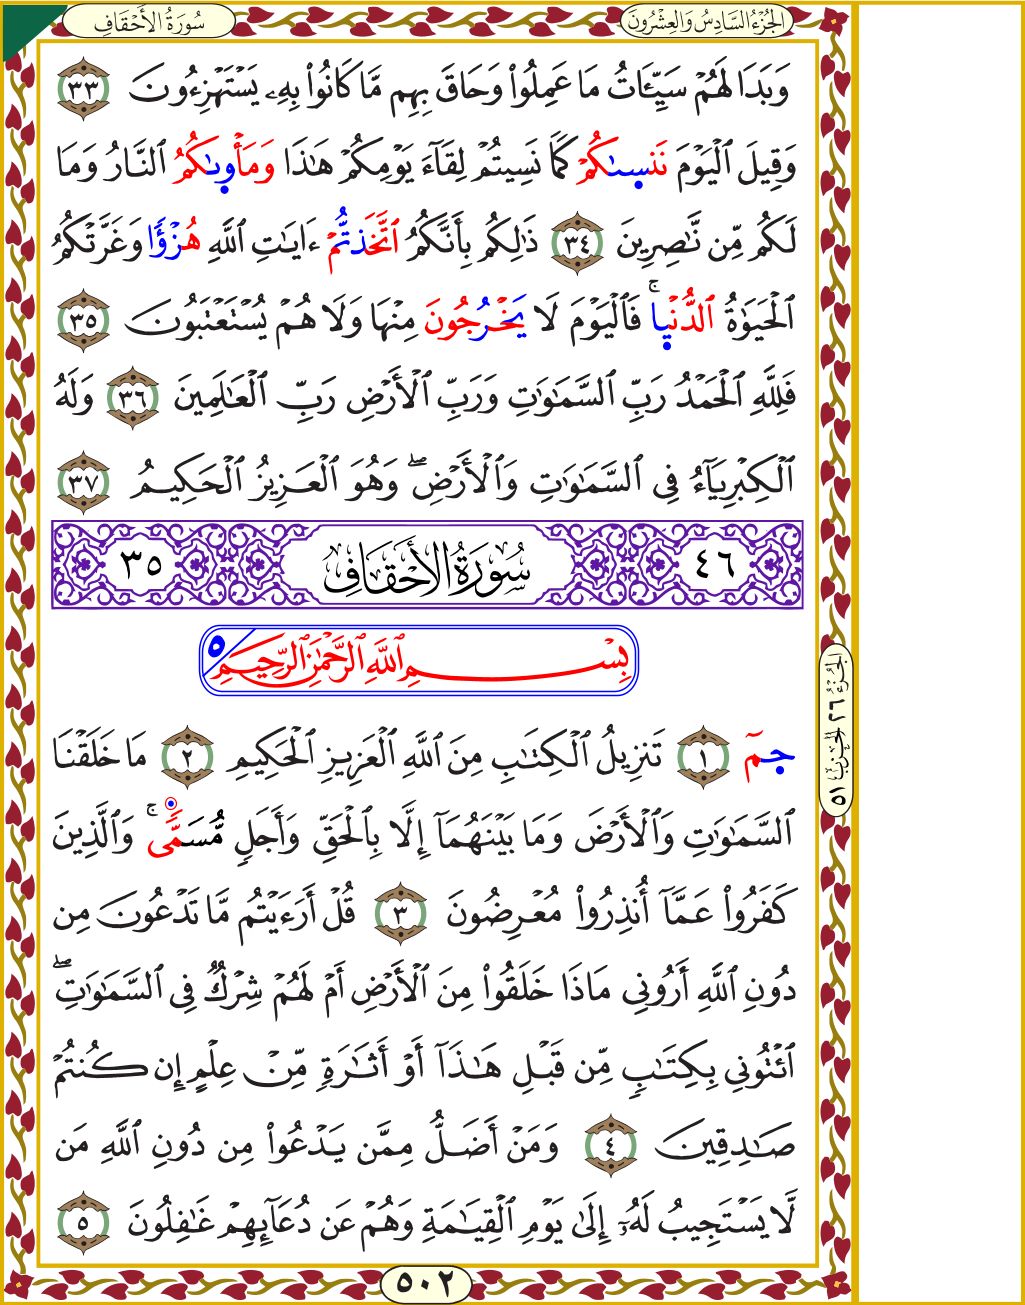 سُورَةُ الأَحْقَافِ
الجُزْءُ السَّادِسُ وَالعِشْرُونَ
وَبَدَا لَهُمْ سَيِّـَٔاتُ مَا عَمِلُوا۟ وَحَاقَ بِهِم مَّا كَانُوا۟ بِهِۦ يَسْتَهْزِءُونَ ٣٣
وَقِيلَ ٱلْيَوْمَ نَنسىٰكُمْ كَمَا نَسِيتُمْ لِقَآءَ يَوْمِكُمْ هَـٰذَا وَمَأْوىٰكُمُ ٱلنَّارُ وَمَا
لَكُم مِّن نَّـٰصِرِينَ ٣٤ ذَٰلِكُم بِأَنَّكُمُ ٱتَّخَذتُّمْ ءَايَـٰتِ ٱللَّهِ هُزْؤًا وَغَرَّتْكُمُ
ٱلْحَيَوٰةُ ٱلدُّنْيا ۚ فَٱلْيَوْمَ لَا يَخْرُجُونَ مِنْهَا وَلَا هُمْ يُسْتَعْتَبُونَ ٣٥
فَلِلَّهِ ٱلْحَمْدُ رَبِّ ٱلسَّمَـٰوَٰتِ وَرَبِّ ٱلْأَرْضِ رَبِّ ٱلْعَـٰلَمِينَ ٣٦ وَلَهُ
ٱلْكِبْرِيَآءُ فِى ٱلسَّمَـٰوَٰتِ وَٱلْأَرْضِ ۖ وَهُوَ ٱلْعَزِيزُ ٱلْحَكِيمُ ٣٧
٤٦ سُورَةُ الأَحْقَافِ ٣٥
بِسْمِ ٱللَّهِ ٱلرَّحْمَـٰنِ ٱلرَّحِيمِ ٥
حمٓ ١ تَنزِيلُ ٱلْكِتَـٰبِ مِنَ ٱللَّهِ ٱلْعَزِيزِ ٱلْحَكِيمِ ٢ مَا خَلَقْنَا
ٱلسَّمَـٰوَٰتِ وَٱلْأَرْضَ وَمَا بَيْنَهُمَآ إِلَّا بِٱلْحَقِّ وَأَجَلٍ مُّسَمًّى ۚ وَٱلَّذِينَ
كَفَرُوا۟ عَمَّآ أُنذِرُوا۟ مُعْرِضُونَ ٣ قُلْ أَرَءَيْتُم مَّا تَدْعُونَ مِن
دُونِ ٱللَّهِ أَرُونِى مَاذَا خَلَقُوا۟ مِنَ ٱلْأَرْضِ أَمْ لَهُمْ شِرْكٌ فِى ٱلسَّمَـٰوَٰتِ ۖ
ٱئْتُونِى بِكِتَـٰبٍ مِّن قَبْلِ هَـٰذَآ أَوْ أَثَـٰرَةٍ مِّنْ عِلْمٍ إِن كُنتُمْ
صَـٰدِقِينَ ٤ وَمَنْ أَضَلُّ مِمَّن يَدْعُوا۟ مِن دُونِ ٱللَّهِ مَن
لَّا يَسْتَجِيبُ لَهُۥٓ إِلَىٰ يَوْمِ ٱلْقِيَـٰمَةِ وَهُمْ عَن دُعَآئِهِمْ غَـٰفِلُونَ ٥
الجُزْءُ ٢٦ الحِزْبُ ٥١
٥٠٢